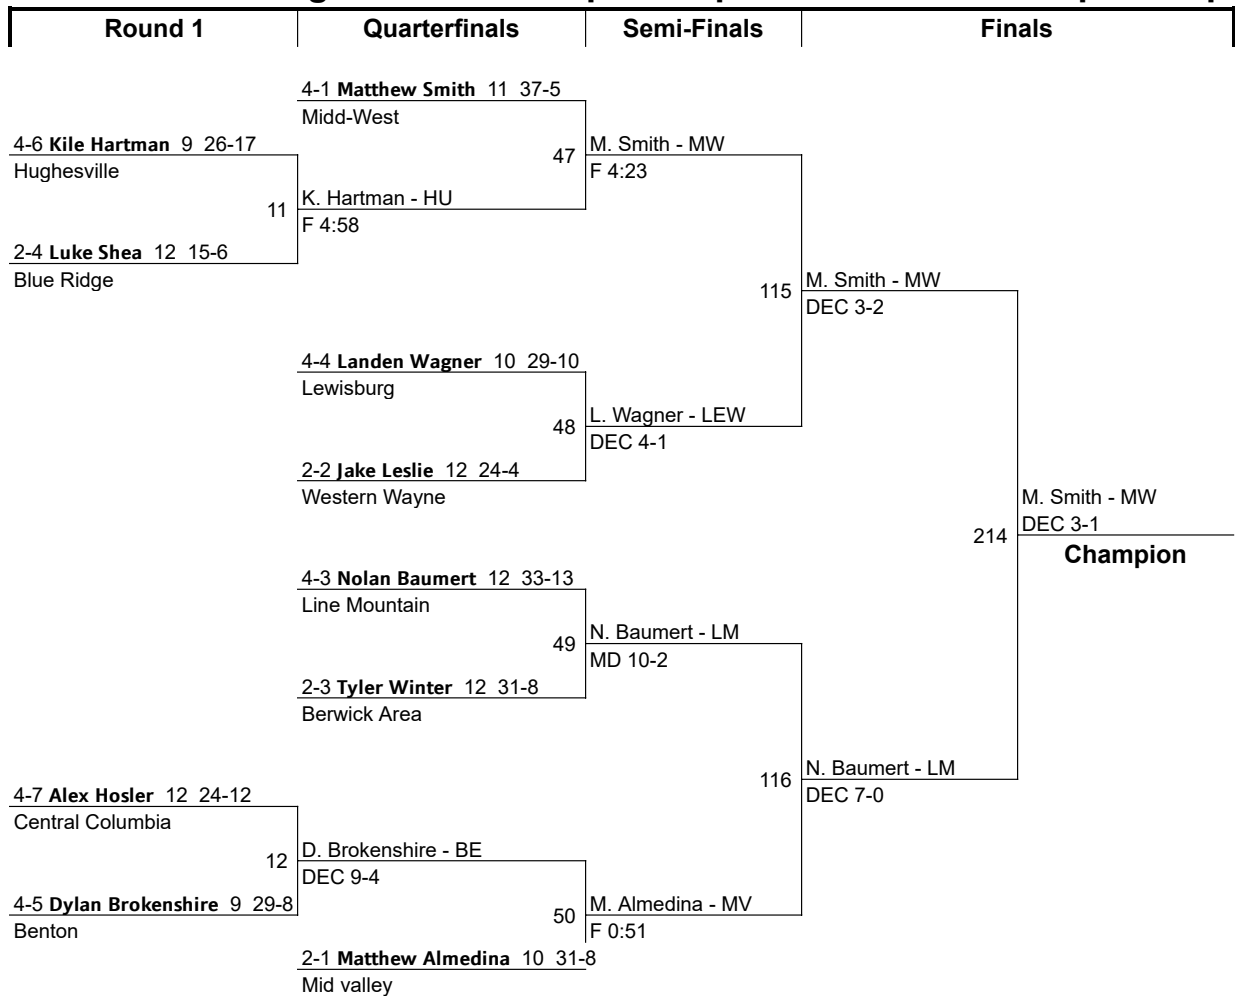 Round 1
Quarterfinals
Semi-Finals
Finals
4-1 Matthew Smith 11 37-5
Midd-West
4-6 Kile Hartman 9 26-17
Hughesville
47
M. Smith - MW
F 4:23
11
K. Hartman - HU
F 4:58
2-4 Luke Shea 12 15-6
Blue Ridge
115
M. Smith - MW
DEC 3-2
4-4 Landen Wagner 10 29-10
Lewisburg
48
L. Wagner - LEW
DEC 4-1
2-2 Jake Leslie 12 24-4
Western Wayne
214
M. Smith - MW
DEC 3-1
Champion
4-3 Nolan Baumert 12 33-13
Line Mountain
49
N. Baumert - LM
MD 10-2
2-3 Tyler Winter 12 31-8
Berwick Area
116
N. Baumert - LM
DEC 7-0
4-7 Alex Hosler 12 24-12
Central Columbia
12
D. Brokenshire - BE
DEC 9-4
4-5 Dylan Brokenshire 9 29-8
Benton
50
M. Almedina - MV
F 0:51
2-1 Matthew Almedina 10 31-8
Mid valley